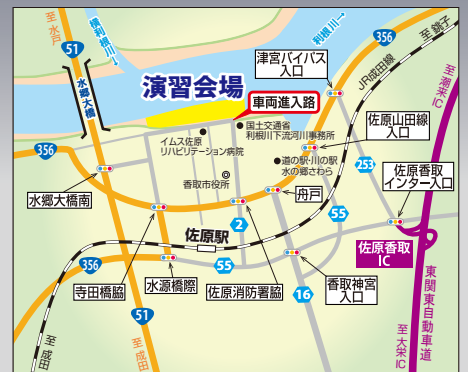 至水戸
51
横利根川→
利根川→
356
至銚子
JR成田線
津宮バイパス
入口
至潮来IC
水郷大橋
演習会場
車両進入路
国土交通省
利根川下流河川事務所
佐原山田線
入口
イムス佐原
リハビリテーション病院
356
道の駅・川の駅
水の郷さわら
253
佐原香取
インター入口
香取市役所
水郷大橋南
舟戸
2
55
佐原駅
佐原香取
IC
356
55
寺田橋脇
水源橋際
佐原消防署脇
香取神宮
入口
16
東関東自動車道
51
至成田
至成田
至大栄IC